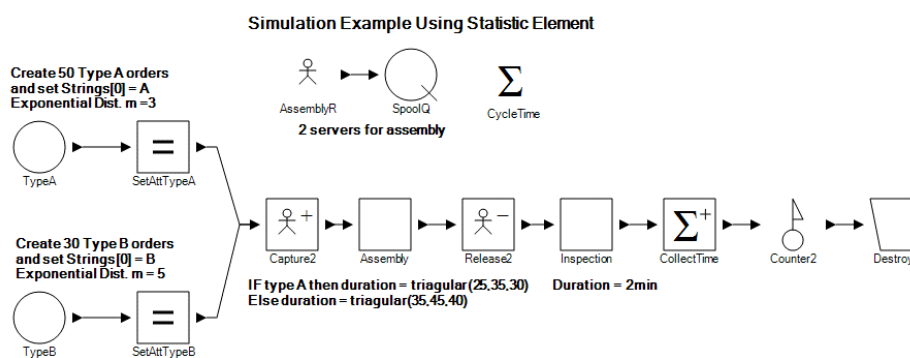 Simulation Example Using Statistic Element
Create 50 Type A orders
and set Strings[0] = A
Exponential Dist. m =3
TypeA
=
SetAttTypeA
AssemblyR
Q
SpoolQ
Σ
CycleTime
2 servers for assembly
Create 30 Type B orders
and set Strings[0] = B
Exponential Dist. m = 5
TypeB
=
SetAttTypeB
+
Capture2
Assembly
−
Release2
Inspection
Σ+
CollectTime
Counter2
Destroy
IF type A then duration = triagular(25,35,30)
Else duration = triagular(35,45,40)
Duration = 2min